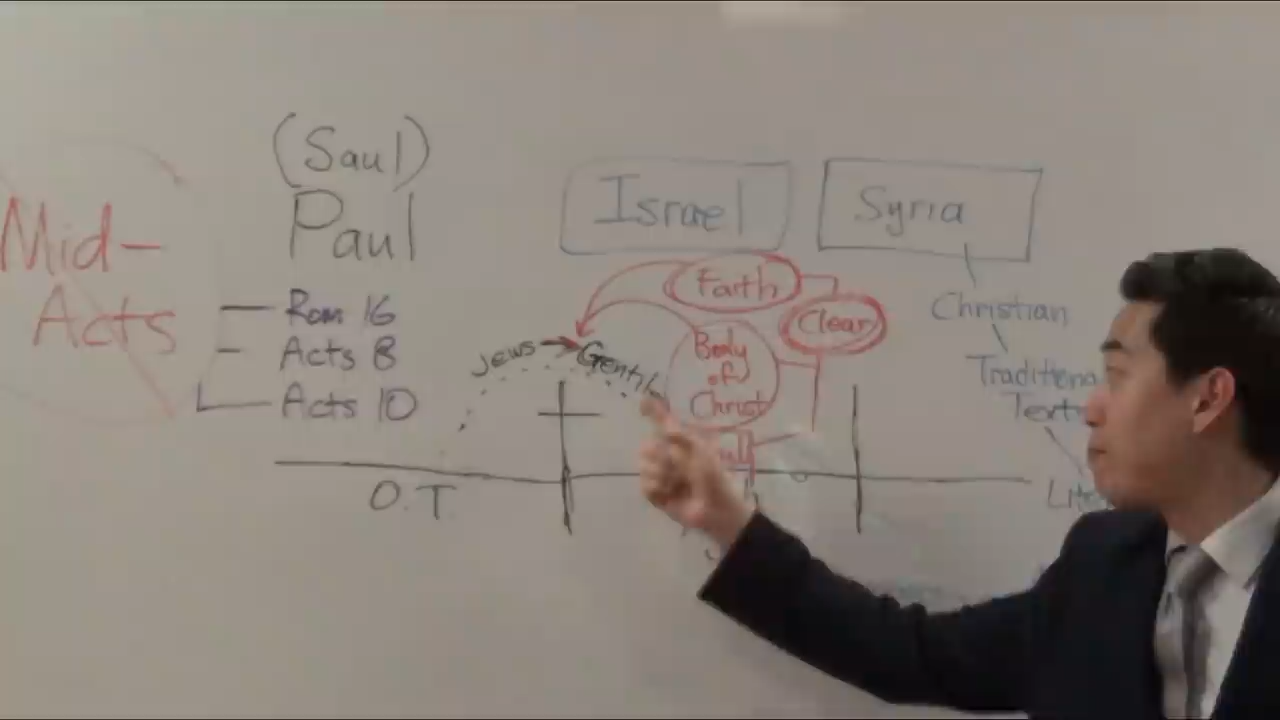 Mid-
Acts
(Saul)
Paul
Rom 16
Acts 8
Acts 10
O.T.
Jews
Israel
Syria
Faith
Clear
Body
of
Christ
Christian